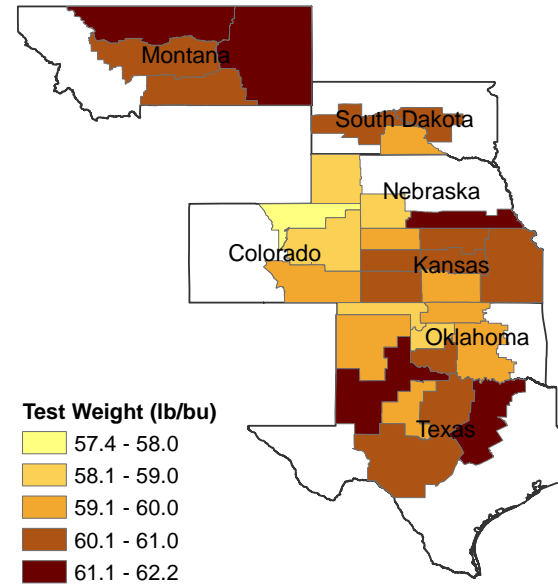 Montana
South Dakota
Nebraska
Colorado
Kansas
Oklahoma
Texas
Test Weight (lb/bu)
57.4 - 58.0
58.1 - 59.0
59.1 - 60.0
60.1 - 61.0
61.1 - 62.2